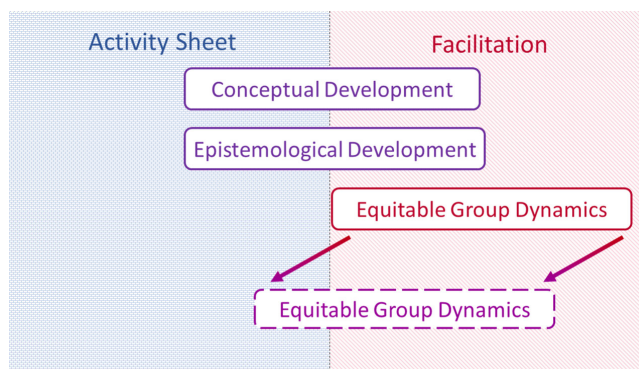 Activity Sheet
Facilitation
Conceptual Development
Epistemological Development
Equitable Group Dynamics
Equitable Group Dynamics